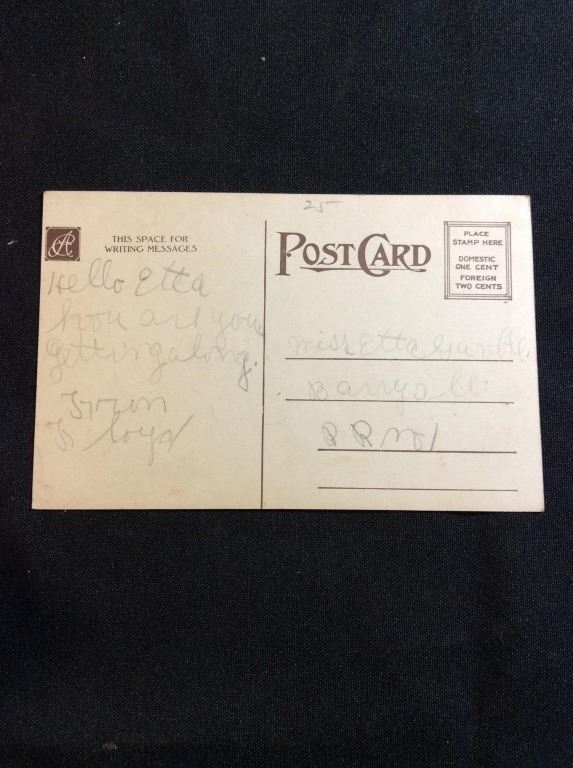 25
THIS SPACE FOR
WRITING MESSAGES
Hello Etta
how are you
getting along.
From
Floyd
POST CARD
PLACE
STAMP HERE
DOMESTIC
ONE CENT
FOREIGN
TWO CENTS
Miss Etta
R R no 1